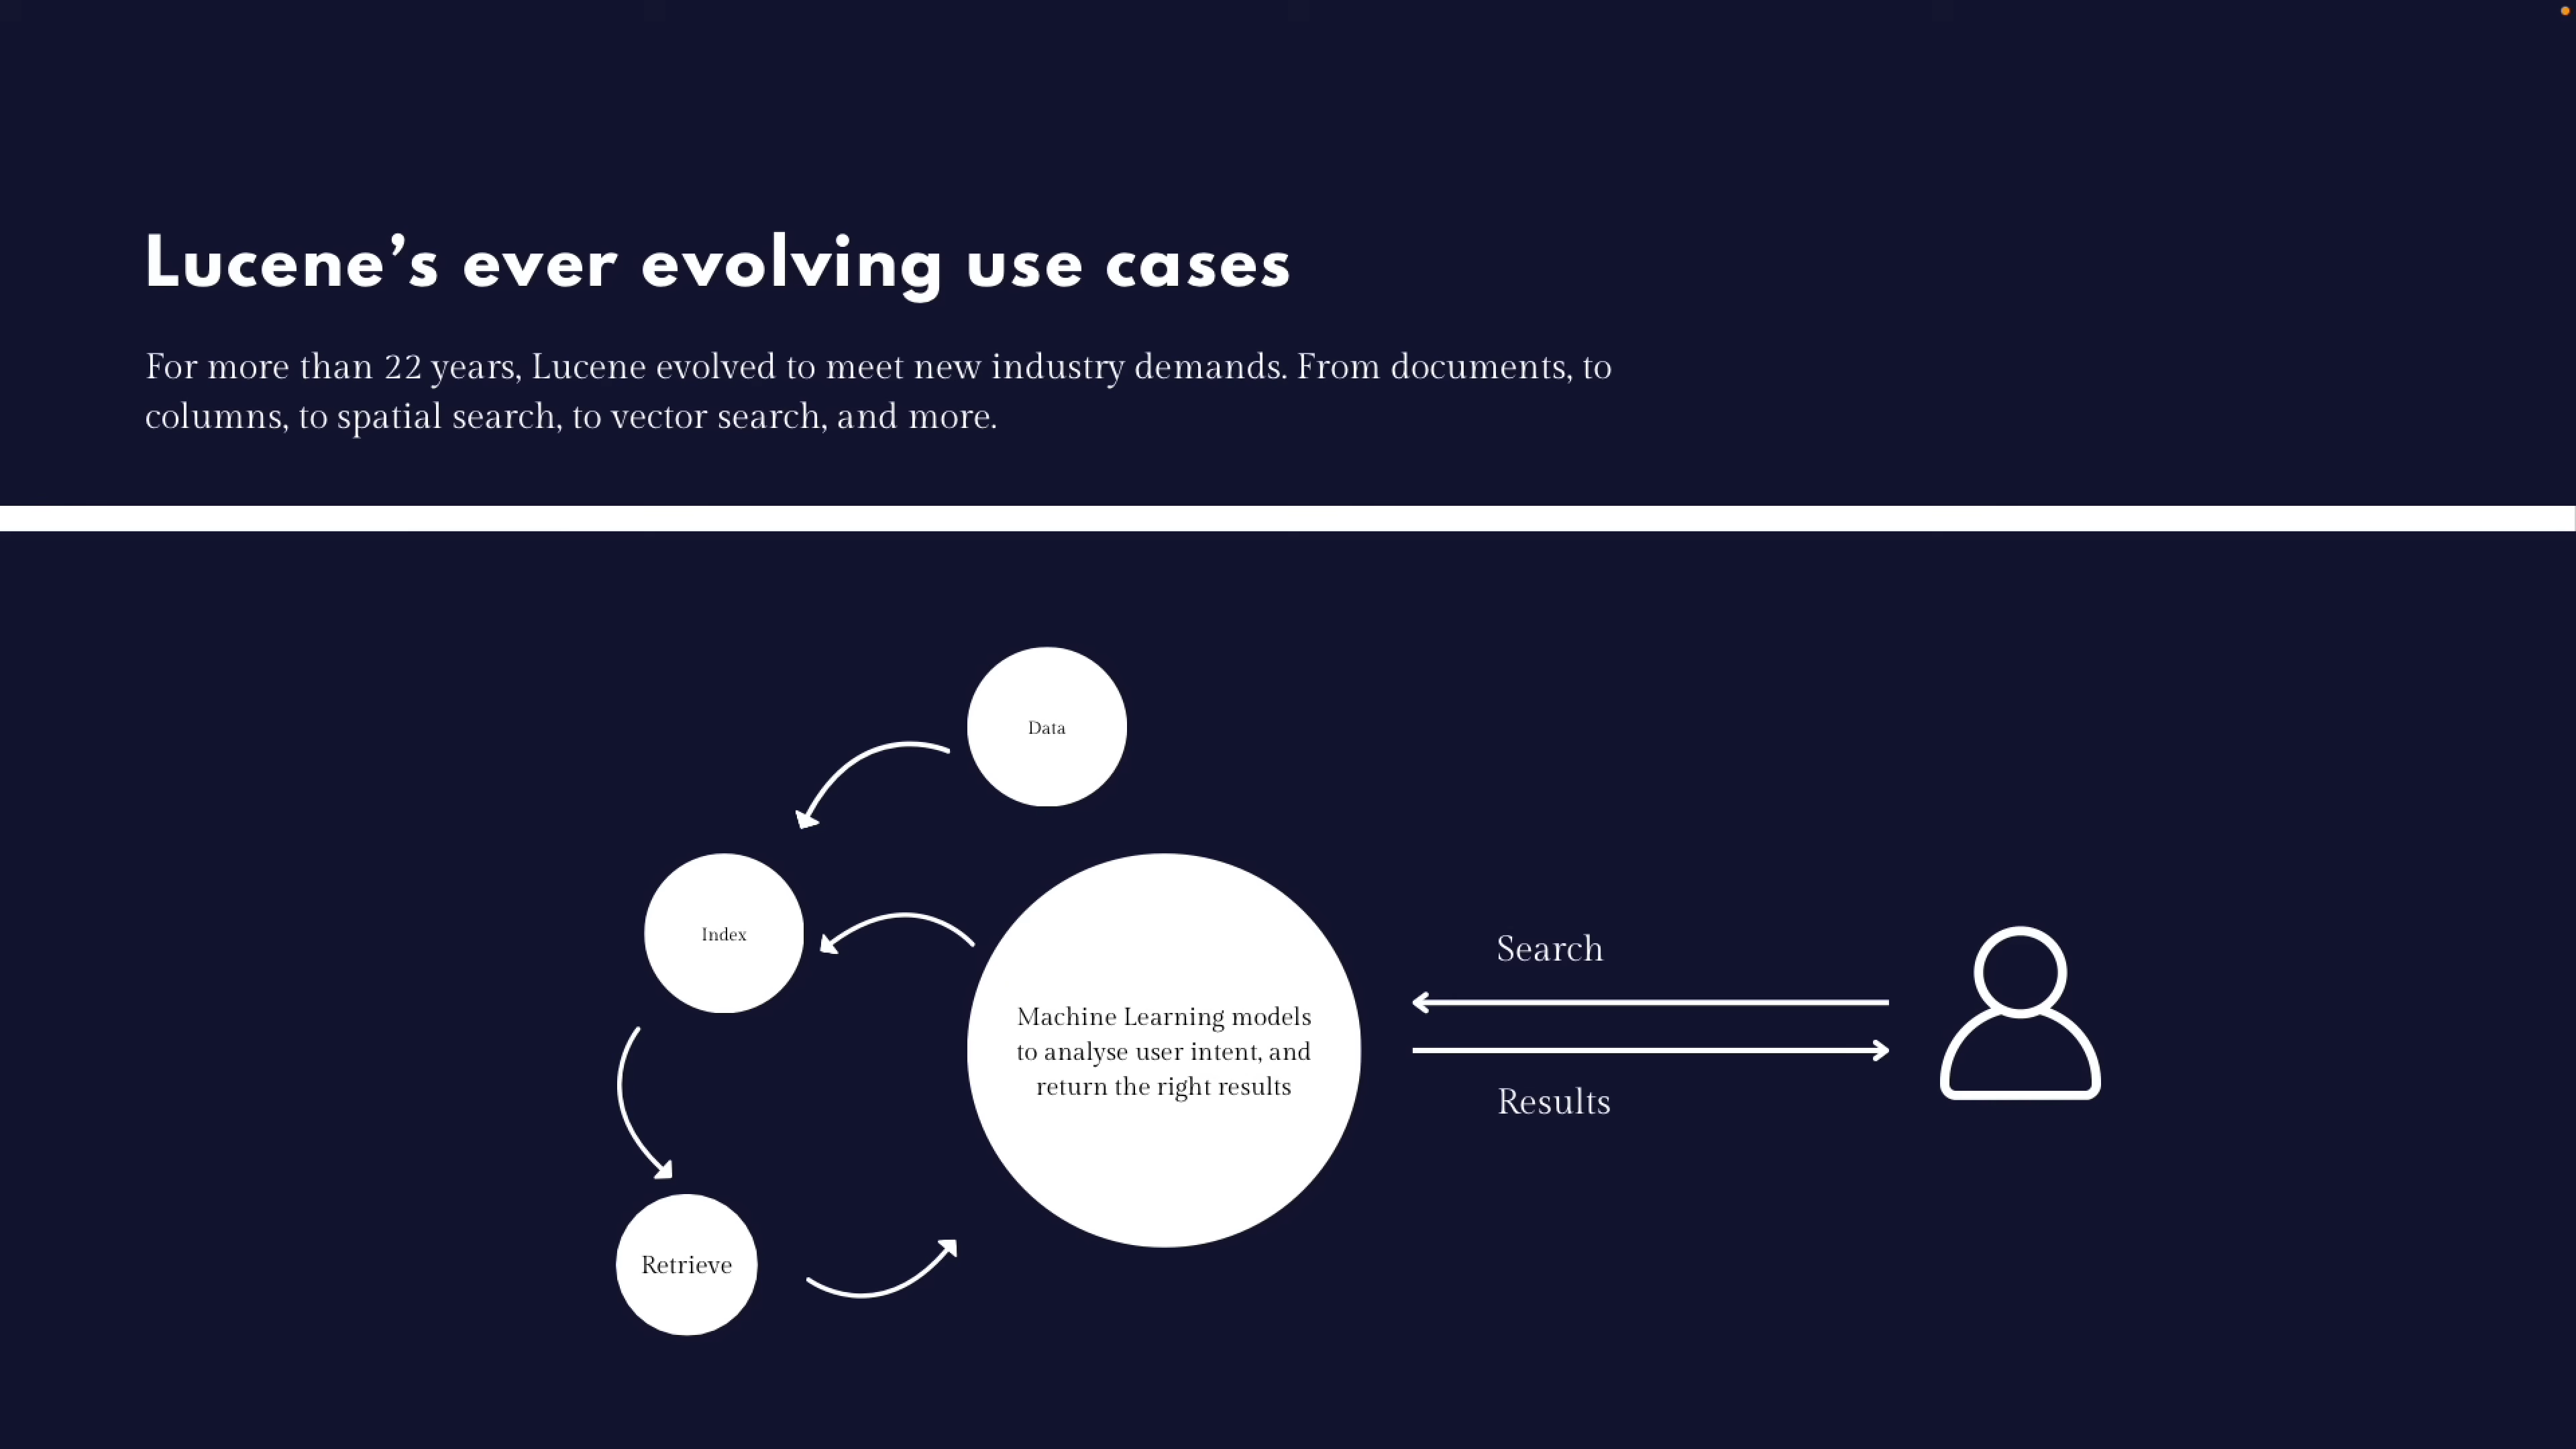 Lucene’s ever evolving use cases
For more than 22 years, Lucene evolved to meet new industry demands. From documents, to
columns, to spatial search, to vector search, and more.
Data
Index
Machine Learning models
to analyse user intent, and
return the right results
Search
Results
Retrieve